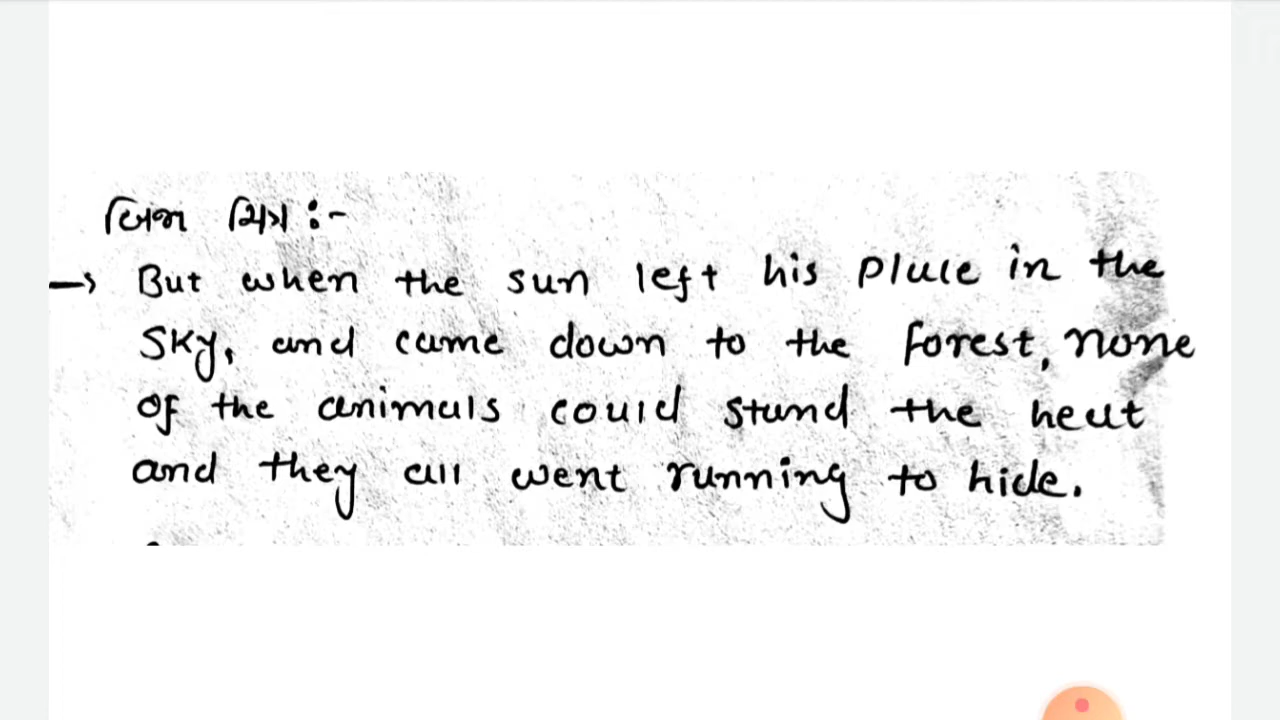 → But when the sun left his place in the
sky, and came down to the forest, none
of the animals could stand the heat
and they all went running to hide.